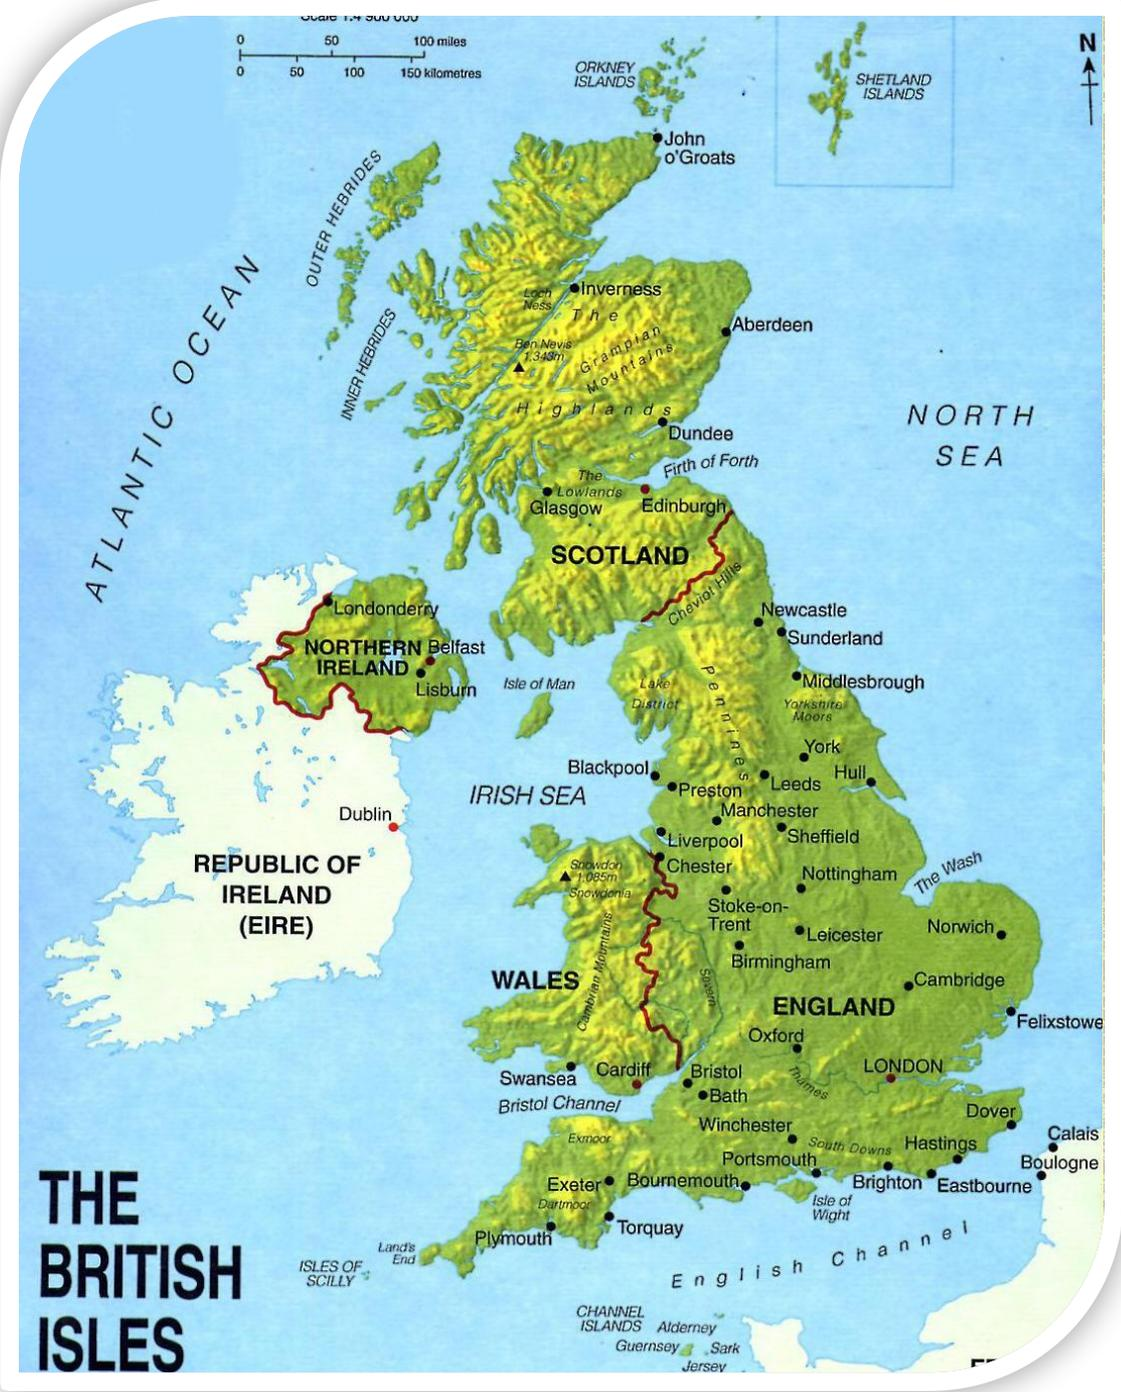 Scale 1:4 900 000
0 50 100 miles
0 50 100 150 kilometres
N
ORKNEY
ISLANDS
SHETLAND
ISLANDS
John
o'Groats
OUTER HEBRIDES
ATLANTIC OCEAN
Loch
Ness
Inverness
The
INNER HEBRIDES
Aberdeen
Ben Nevis
1.343m
Grampian
Mountains
Highlands
NORTH
SEA
Dundee
Firth of Forth
The
Lowlands
Glasgow
Edinburgh
SCOTLAND
Cheviot Hills
Londonderry
Newcastle
Sunderland
NORTHERN
IRELAND
Belfast
Lisburn
Isle of Man
Lake
District
Pennines
Middlesbrough
Yorkshire
Moors
York
Blackpool
Preston
Leeds
Hull
IRISH SEA
Manchester
Dublin
Liverpool
Sheffield
REPUBLIC OF
IRELAND
(EIRE)
Chester
Snowdon
1.085m
Snowdonia
Nottingham
The Wash
Stoke-on-
Trent
Norwich
Leicester
Birmingham
WALES
Cambrian Mountains
Severn
Cambridge
ENGLAND
Felixstowe
Oxford
Thames
LONDON
Swansea
Cardiff
Bristol
Bath
Bristol Channel
Dover
Winchester
Calais
Exmoor
South Downs
Hastings
Portsmouth
Boulogne
Exeter
Bournemouth
Brighton
Eastbourne
Dartmoor
Isle of
Wight
Torquay
Plymouth
Land's
End
English Channel
ISLES OF
SCILLY
THE
BRITISH
ISLES
CHANNEL
ISLANDS
Alderney
Guernsey
Sark
Jersey